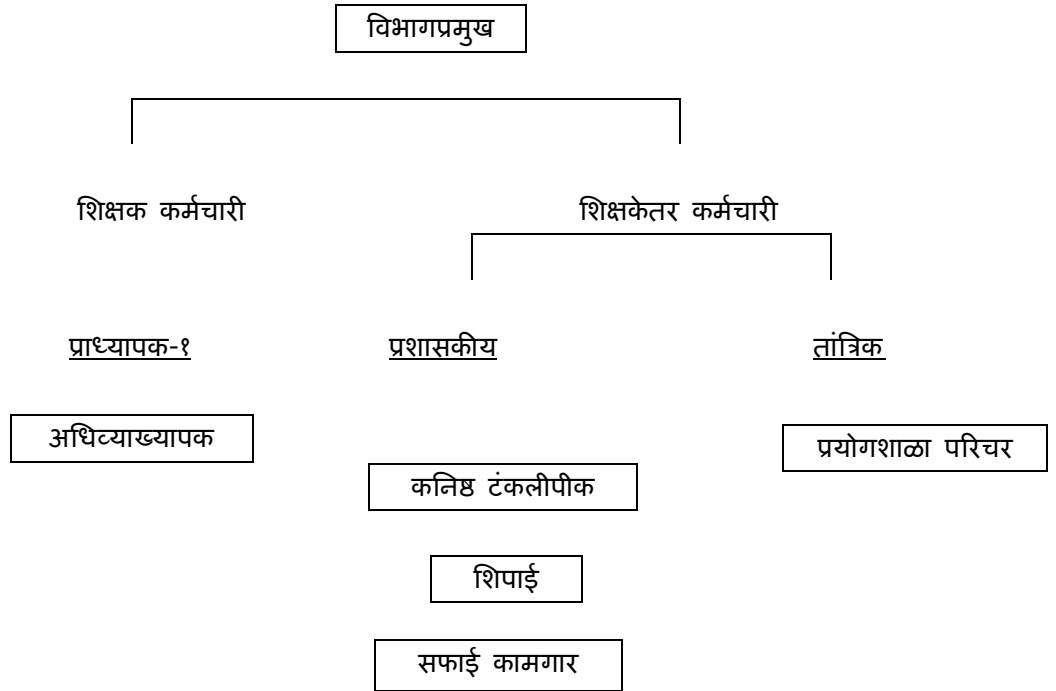 विभागप्रमुख
शिक्षक कर्मचारी शिक्षकेतर कर्मचारी
प्राध्यापक-१ प्रशासकीय तांत्रिक
अधिव्याख्यापक प्रयोगशाळा परिचर
कनिष्ठ टंकलीपीक
शिपाई
सफाई कामगार